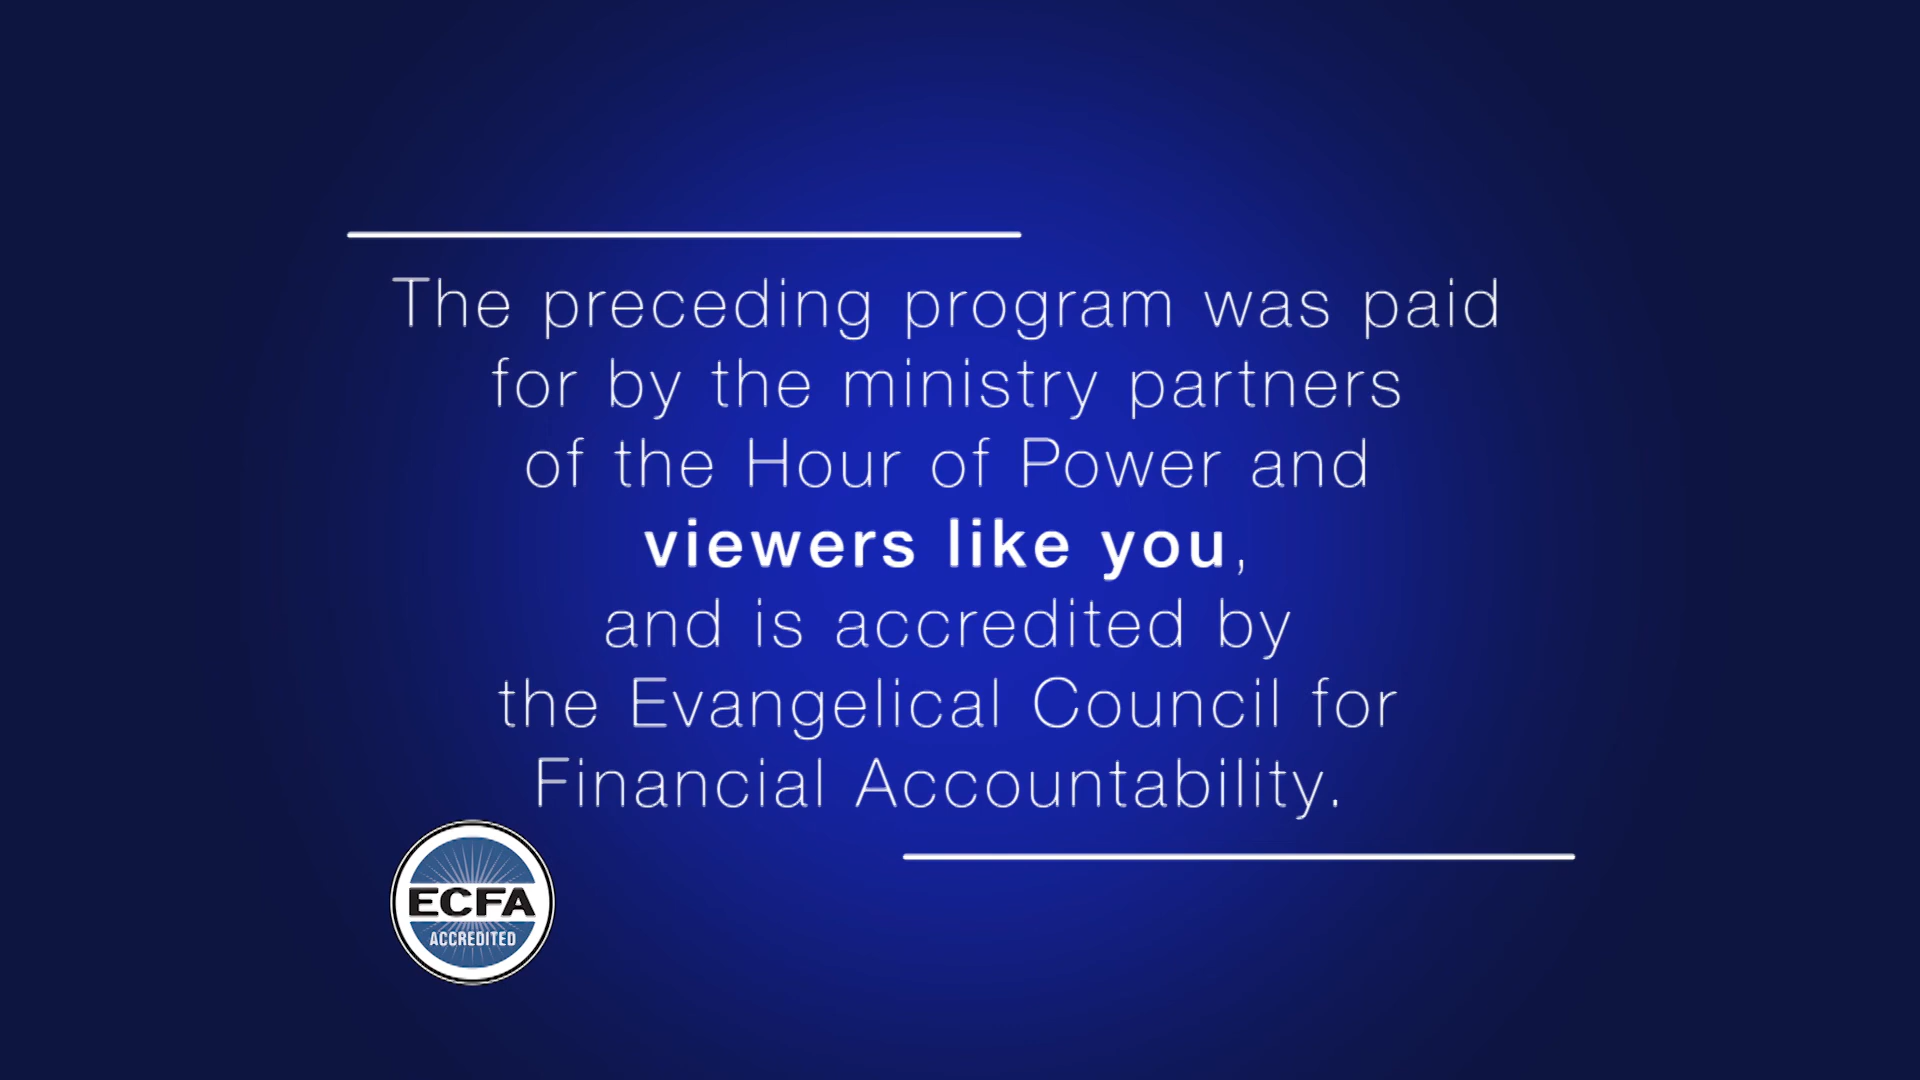 The preceding program was paid
for by the ministry partners
of the Hour of Power and
viewers like you,
and is accredited by
the Evangelical Council for
Financial Accountability.
ECFA
ACCREDITED